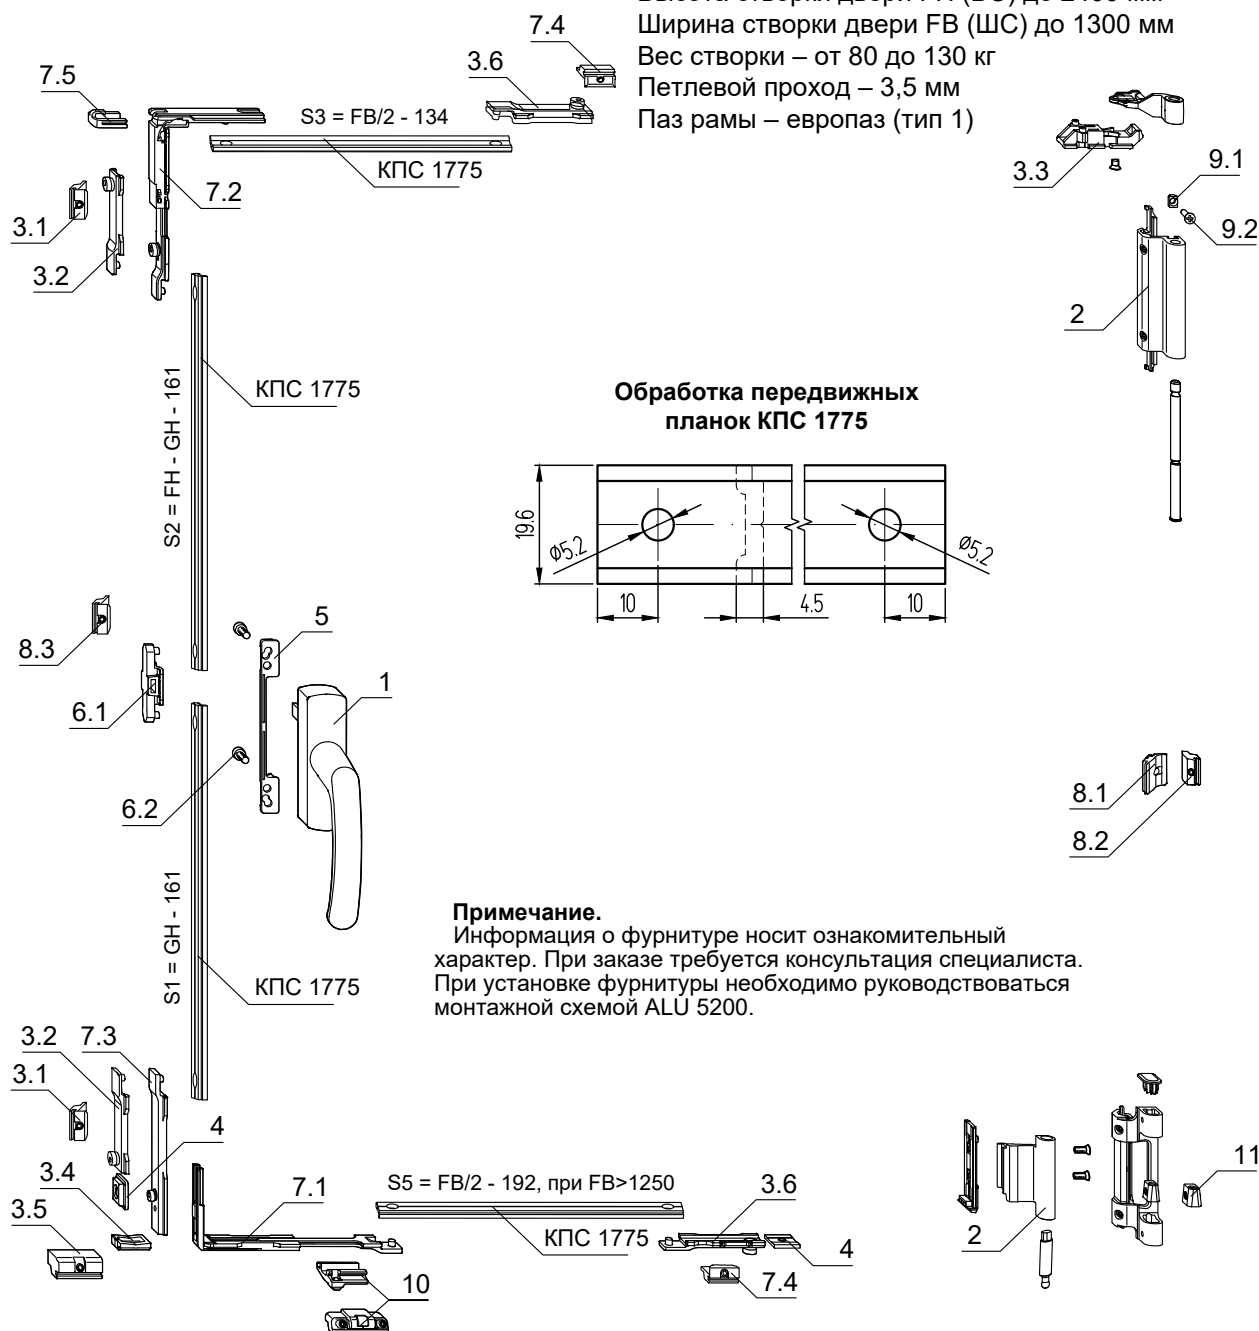 Ширина створки двери FB (ШС) до 1300 мм
Вес створки – от 80 до 130 кг
Петлевой проход – 3,5 мм
Паз рамы – европаз (тип 1)
7.4
3.6
7.5
S3 = FB/2 - 134
КПС 1775
7.2
3.1
3.2
3.3
9.1
9.2
2
КПС 1775
S2 = FH - GH - 161
Обработка передвижных
планок КПС 1775
19.6
Ø5.2
Ø5.2
10
4.5
10
8.3
5
6.1
1
6.2
8.1
8.2
S1 = GH - 161
КПС 1775
Примечание.
Информация о фурнитуре носит ознакомительный
характер. При заказе требуется консультация специалиста.
При установке фурнитуры необходимо руководствоваться
монтажной схемой ALU 5200.
3.2
7.3
3.1
4
3.4
3.5
7.1
S5 = FB/2 - 192, при FB>1250
КПС 1775
3.6
4
7.4
10
2
11